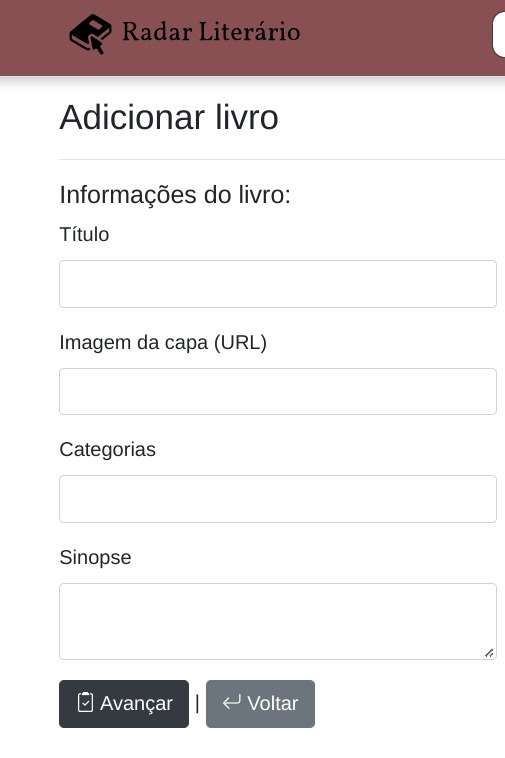 Radar Literário
Adicionar livro
Informações do livro:
Título
Imagem da capa (URL)
Categorias
Sinopse
Avançar | Voltar